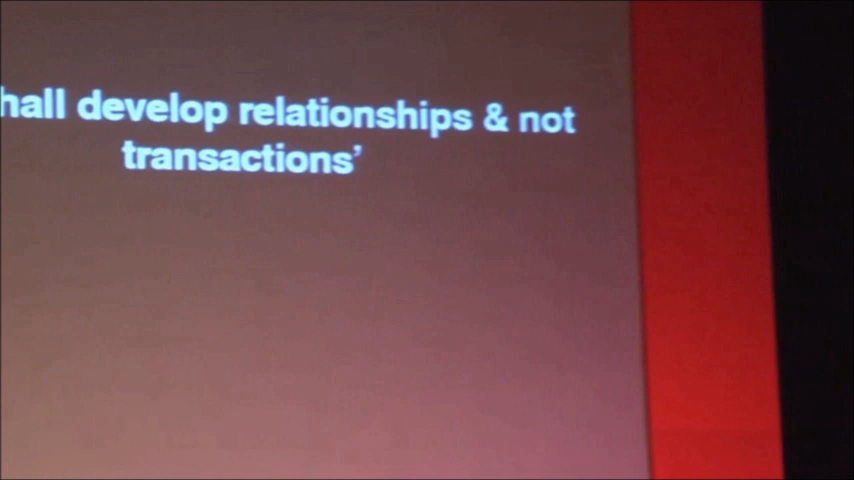 hall develop relationships & not
transactions’